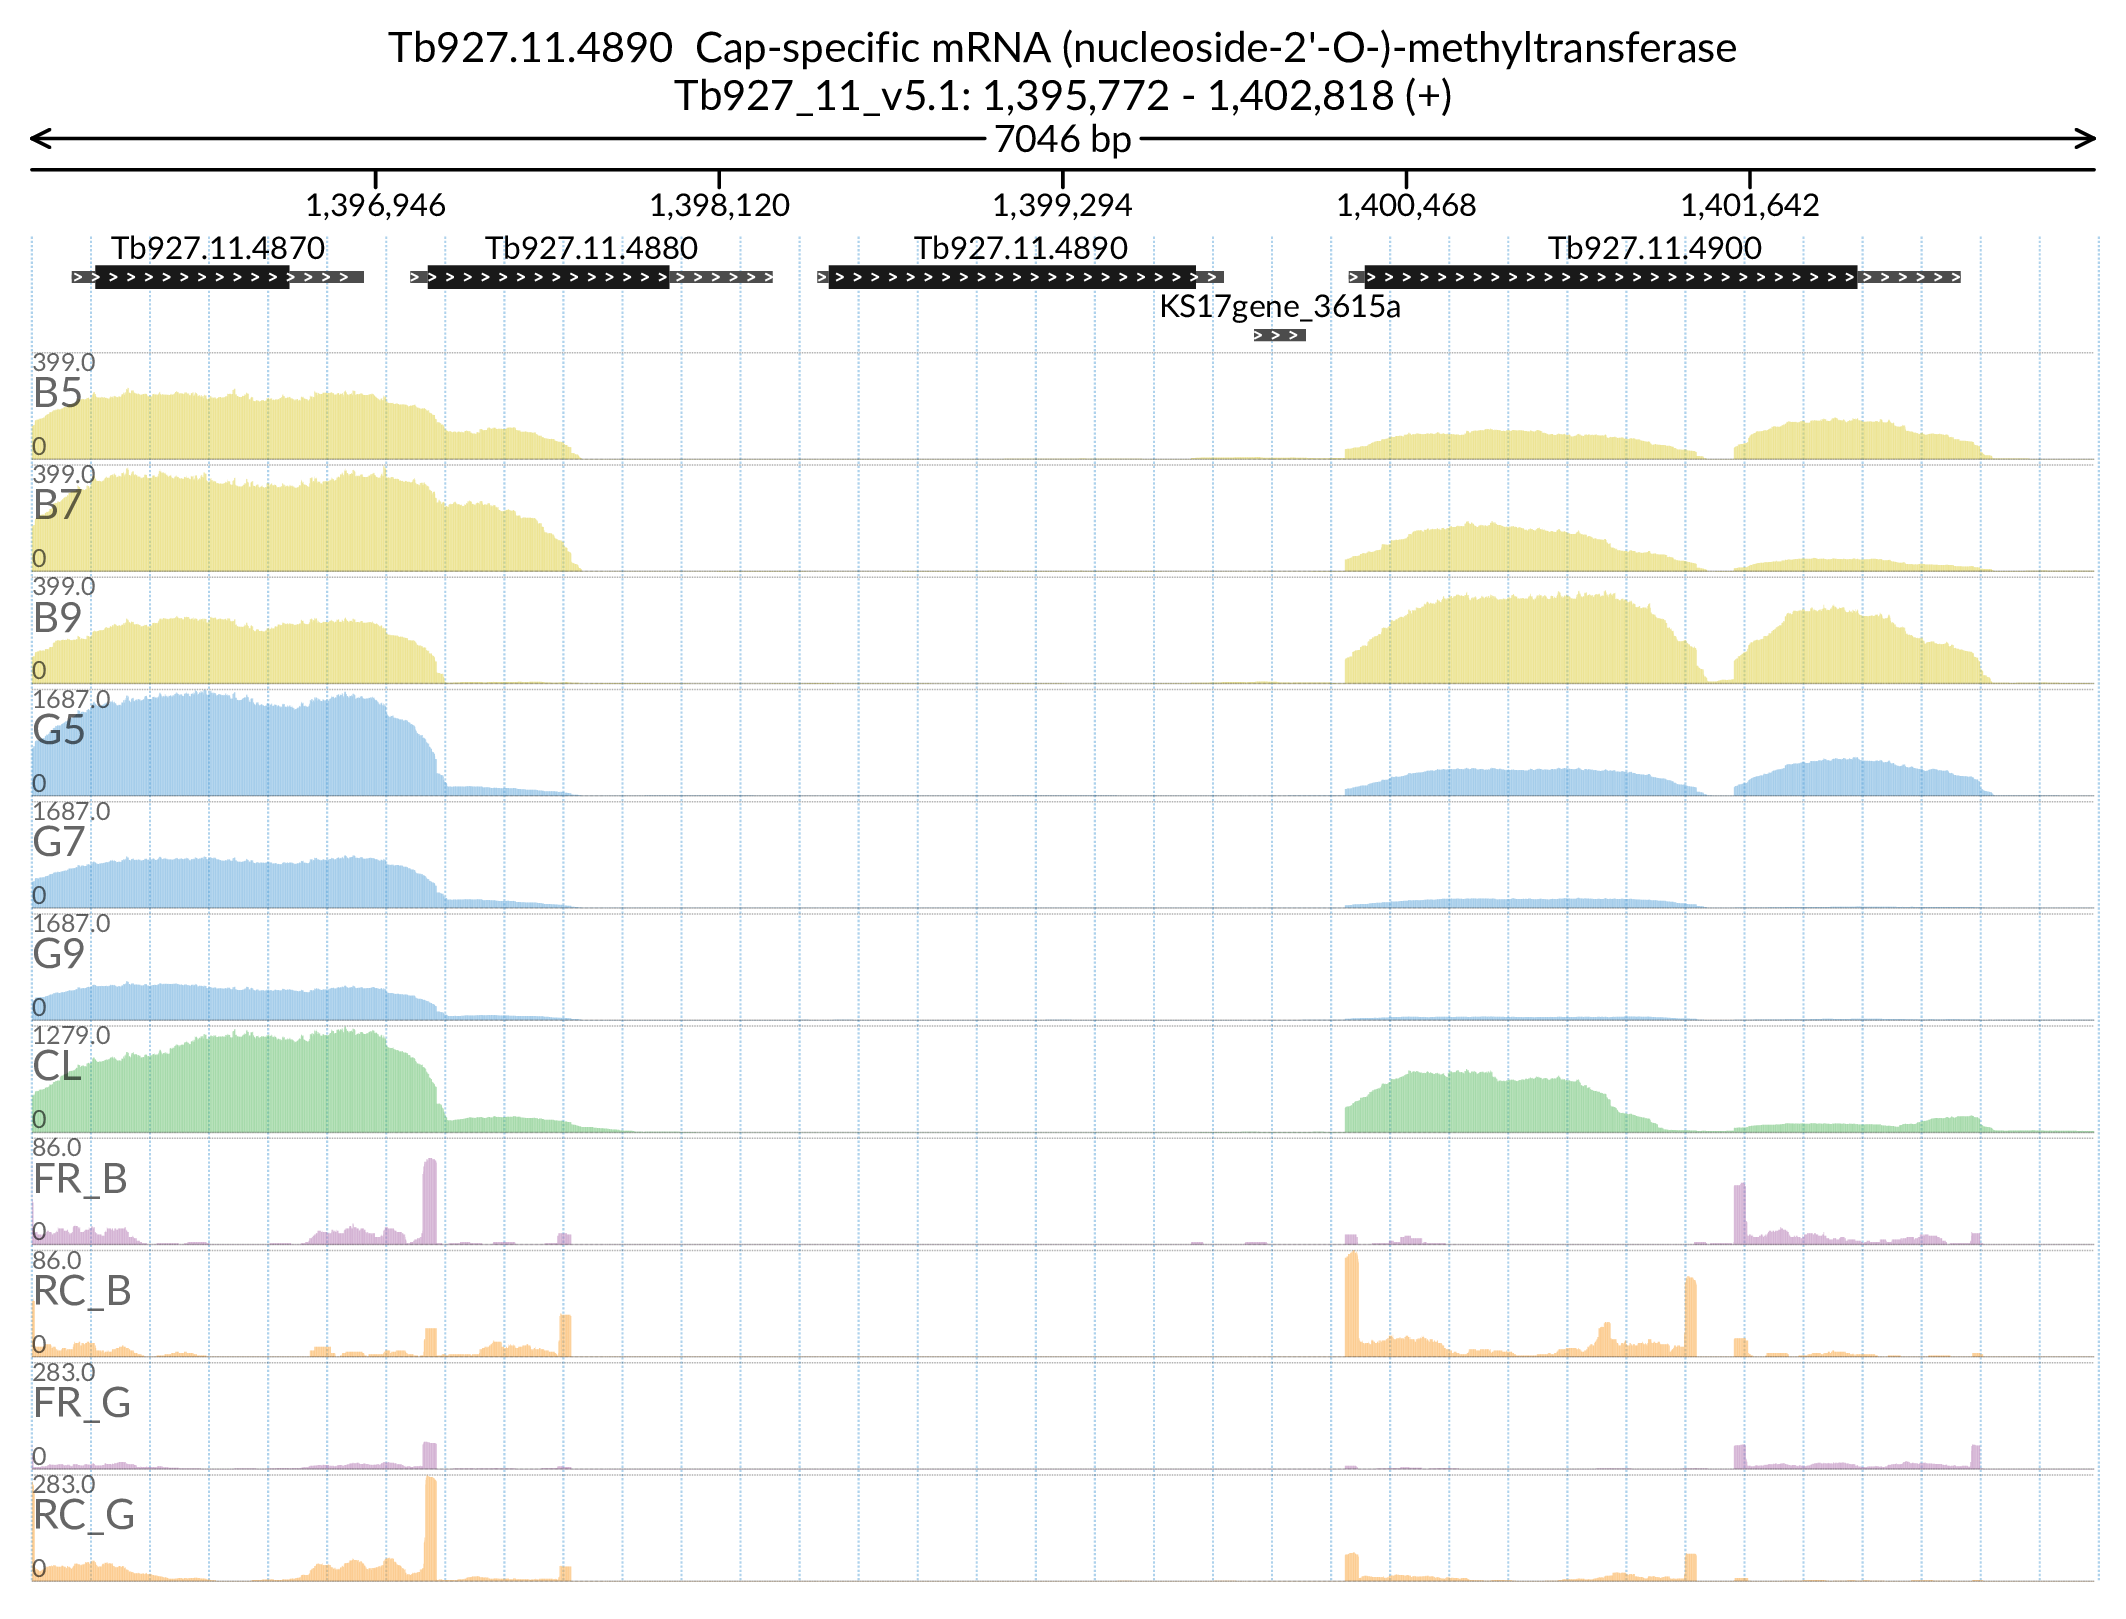 Tb927.11.4890 Cap-specific mRNA (nucleoside-2'-O-)-methyltransferase
Tb927_11_v5.1: 1,395,772 - 1,402,818 (+)
7046 bp
1,396,946 1,398,120 1,399,294 1,400,468 1,401,642
Tb927.11.4870 Tb927.11.4880 Tb927.11.4890 Tb927.11.4900
KS17gene_3615a
399.0
B5
0
399.0
B7
0
399.0
B9
0
1687.0
G5
0
1687.0
G7
0
1687.0
G9
0
1279.0
CL
0
86.0
FR_B
0
86.0
RC_B
0
283.0
FR_G
0
283.0
RC_G
0